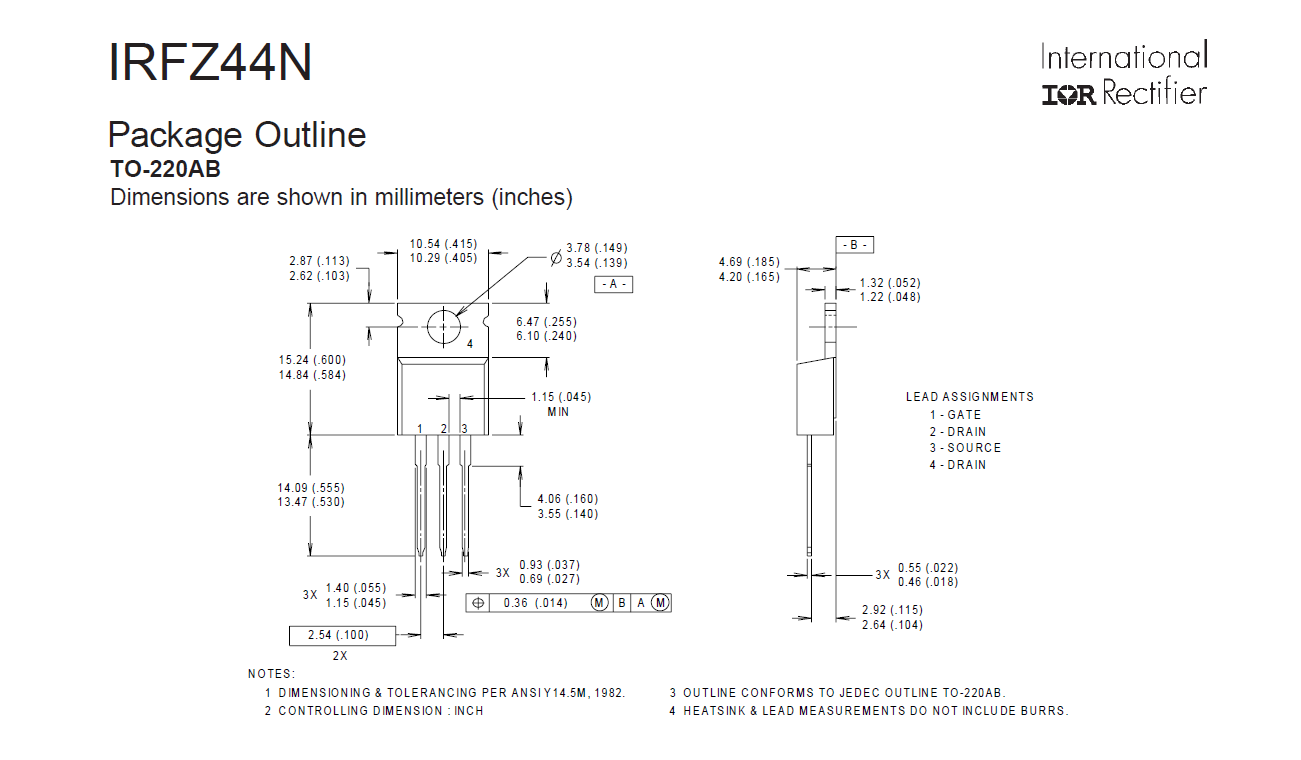 IRFZ44N
International
IOR Rectifier
Package Outline
TO-220AB
Dimensions are shown in millimeters (inches)
10.54 (.415)
10.29 (.405)
2.87 (.113)
2.62 (.103)
3.78 (.149)
3.54 (.139)
- A -
- B -
4.69 (.185)
4.20 (.165)
1.32 (.052)
1.22 (.048)
6.47 (.255)
6.10 (.240)
4
15.24 (.600)
14.84 (.584)
1.15 (.045)
MIN
1 2 3
LEAD ASSIGNMENTS
1 - GATE
2 - DRAIN
3 - SOURCE
4 - DRAIN
14.09 (.555)
13.47 (.530)
4.06 (.160)
3.55 (.140)
3X 0.93 (.037)
0.69 (.027)
3X 0.55 (.022)
0.46 (.018)
3X 1.40 (.055)
1.15 (.045)
⌖ 0.36 (.014) Ⓜ B A Ⓜ
2.92 (.115)
2.64 (.104)
2.54 (.100)
2X
NOTES:
1 DIMENSIONING & TOLERANCING PER ANSI Y14.5M, 1982.
2 CONTROLLING DIMENSION : INCH
3 OUTLINE CONFORMS TO JEDEC OUTLINE TO-220AB.
4 HEATSINK & LEAD MEASUREMENTS DO NOT INCLUDE BURRS.